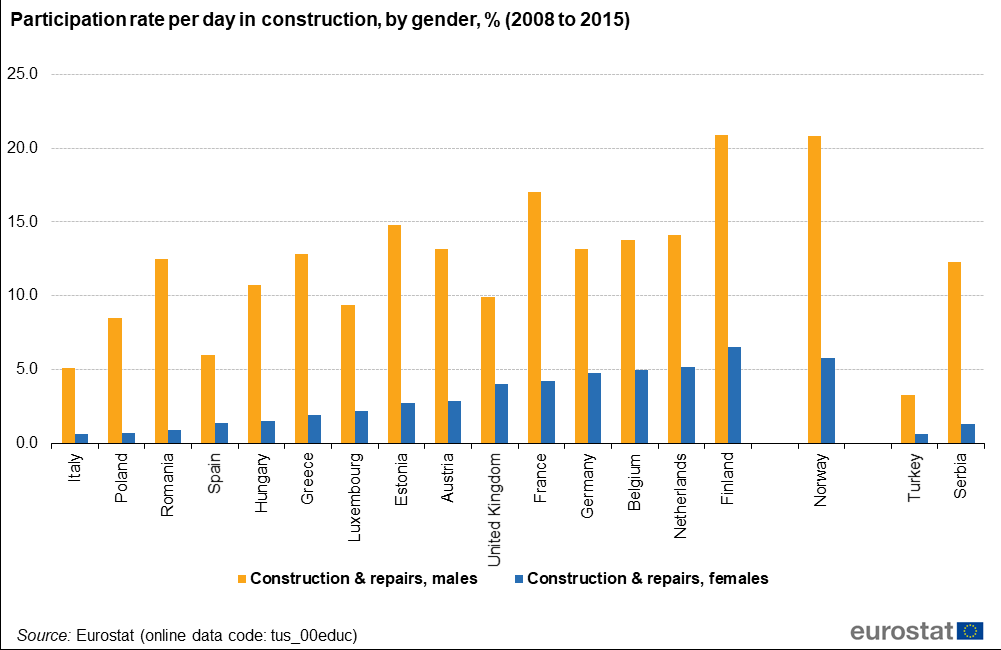 Participation rate per day in construction, by gender, % (2008 to 2015)
25.0
20.0
15.0
10.0
5.0
0.0
Italy
Poland
Romania
Spain
Hungary
Greece
Luxembourg
Estonia
Austria
United Kingdom
France
Germany
Belgium
Netherlands
Finland
Norway
Turkey
Serbia
Construction & repairs, males
Construction & repairs, females
Source: Eurostat (online data code: tus_00educ)
eurostat